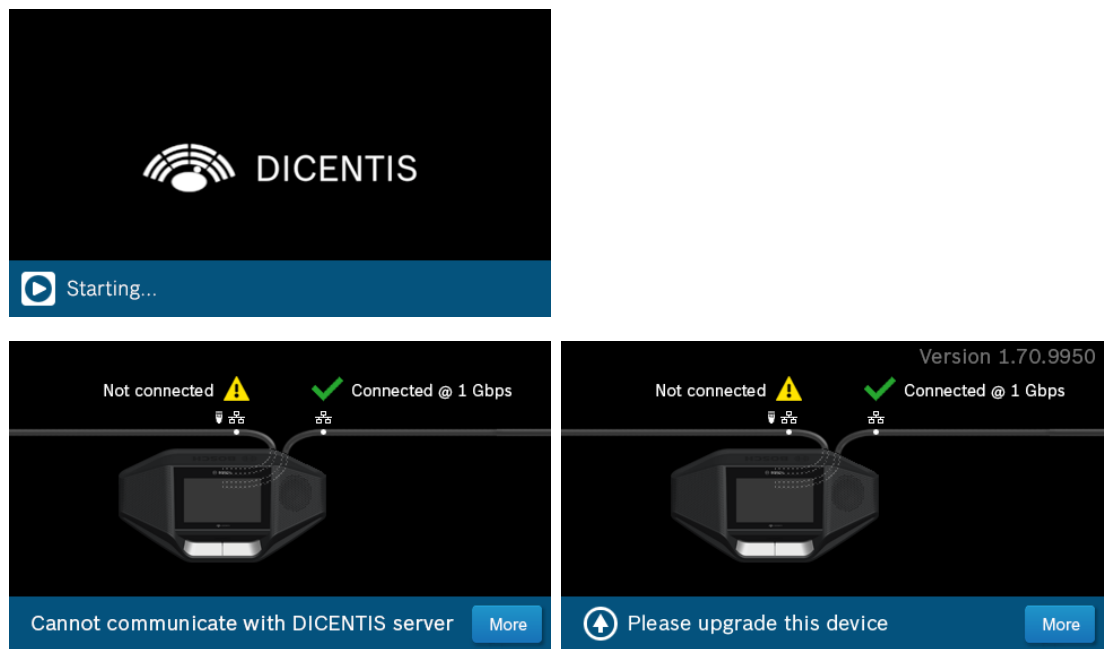 DICENTIS
Starting...
Not connected
Connected @ 1 Gbps
Cannot communicate with DICENTIS server
More
Version 1.70.9950
Not connected
Connected @ 1 Gbps
Please upgrade this device
More